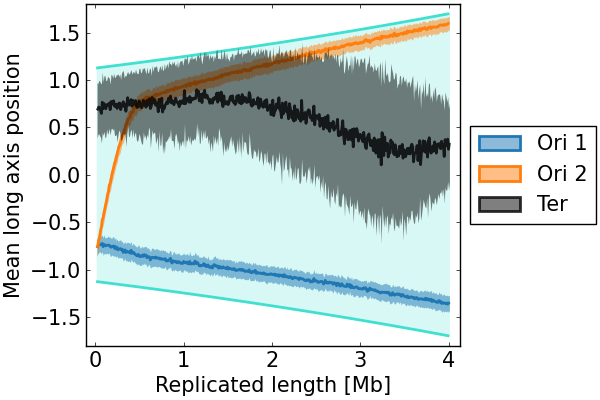 1.5
1.0
0.5
0.0
−0.5
−1.0
−1.5
Mean long axis position
0
1
2
3
4
Replicated length [Mb]
Ori 1
Ori 2
Ter